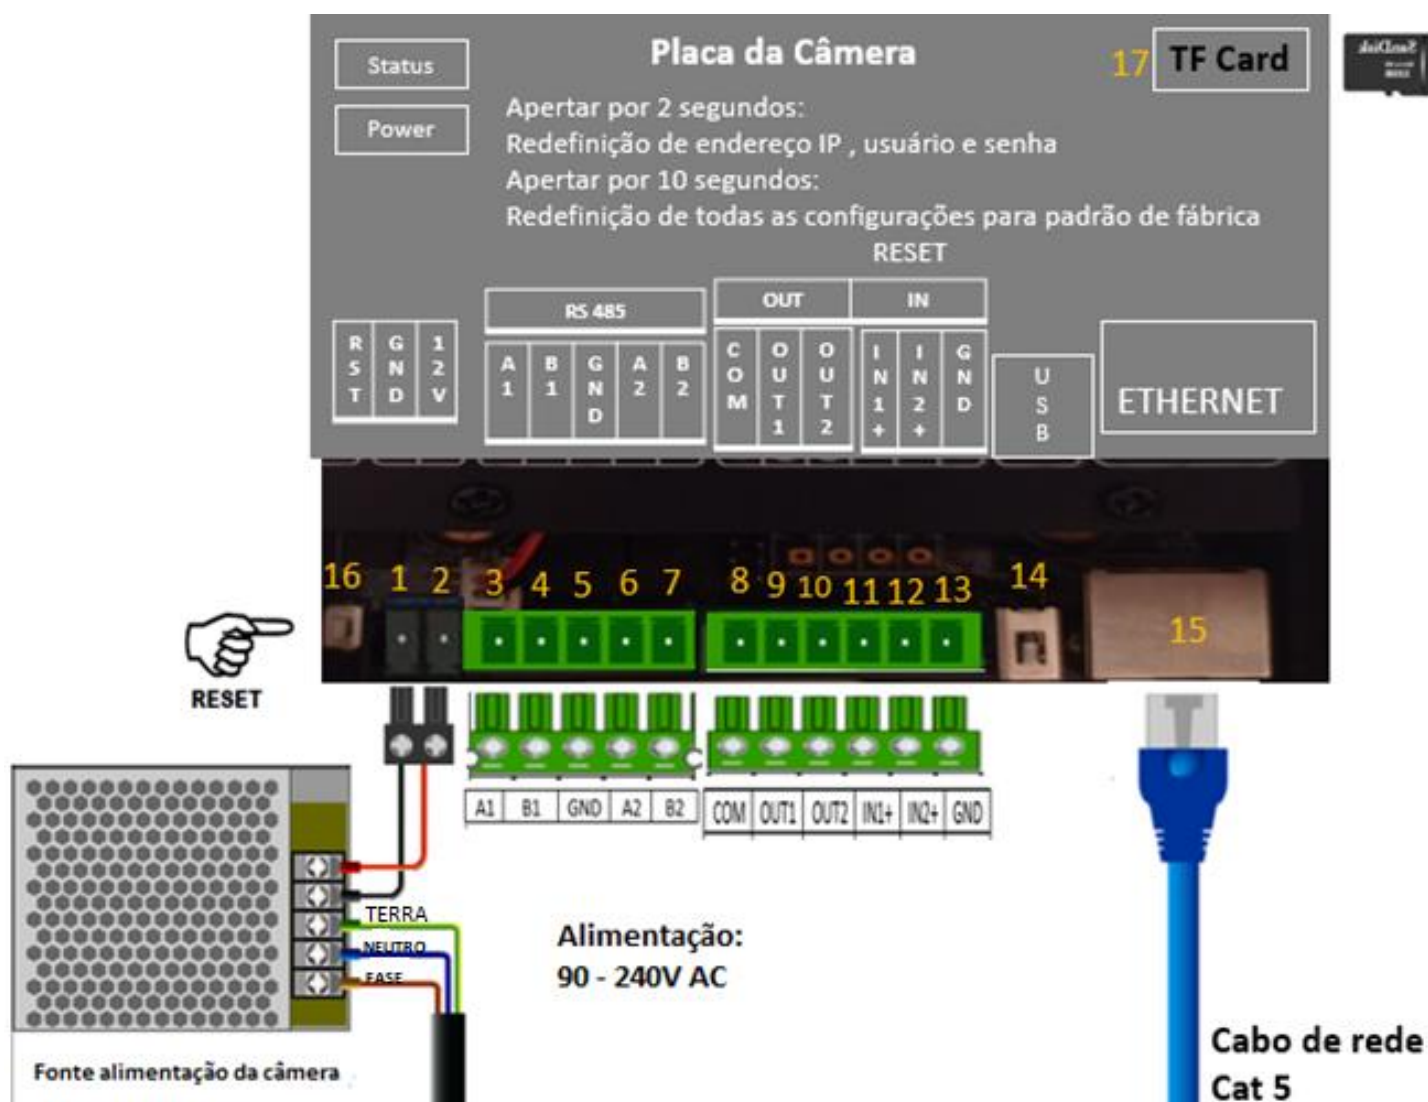 Status
Placa da Câmera
17
TF Card
Power
Apertar por 2 segundos:
Redefinição de endereço IP , usuário e senha
Apertar por 10 segundos:
Redefinição de todas as configurações para padrão de fábrica
RESET
RST
GND
12V
RS 485
A1
B1
GND
A2
B2
OUT
IN
COM
OUT1
OUT2
IN1+
IN2+
GND
USB
ETHERNET
16 1 2 3 4 5 6 7 8 9 10 11 12 13 14
15
RESET
A1 B1 GND A2 B2
COM OUT1 OUT2 IN1+ IN2+ GND
TERRA
NEUTRO
FASE
Alimentação:
90 - 240V AC
Fonte alimentação da câmera
Cabo de rede
Cat 5